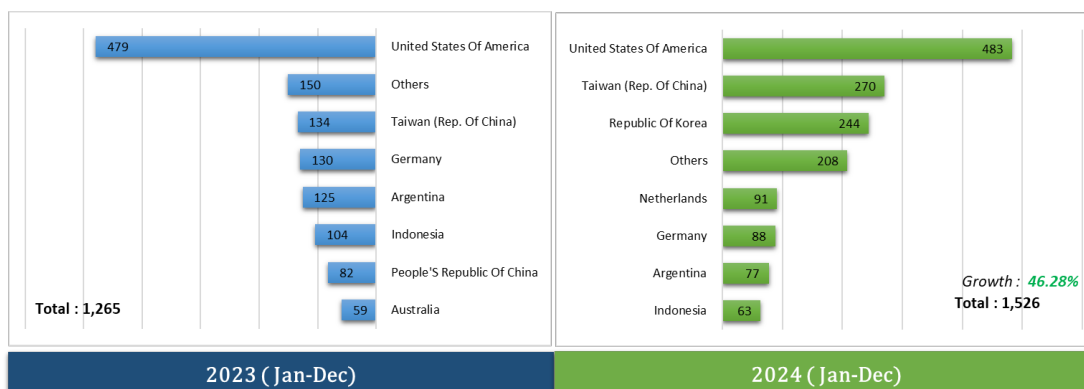 479 United States Of America
150 Others
134 Taiwan (Rep. Of China)
130 Germany
125 Argentina
104 Indonesia
82 People'S Republic Of China
59 Australia
Total : 1,265
2023 ( Jan-Dec)
United States Of America 483
Taiwan (Rep. Of China) 270
Republic Of Korea 244
Others 208
Netherlands 91
Germany 88
Argentina 77
Indonesia 63
Growth : 46.28%
Total : 1,526
2024 ( Jan-Dec)